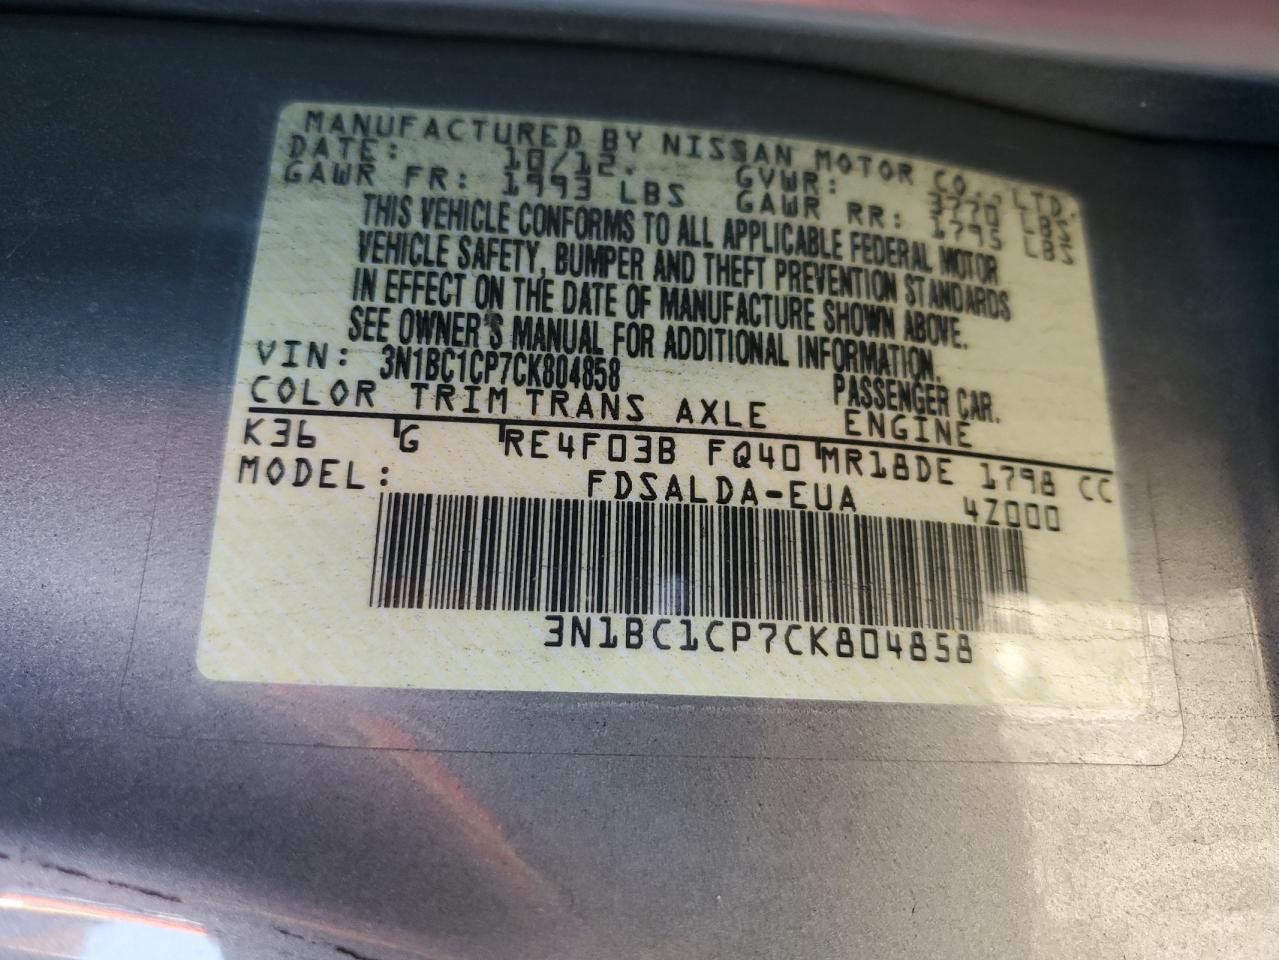 MANUFACTURED BY NISSAN MOTOR CO., LTD.
DATE: 10/12. GVWR: 3770 LBS
GAWR FR: 1993 LBS GAWR RR: 1795 LBS
THIS VEHICLE CONFORMS TO ALL APPLICABLE FEDERAL MOTOR
VEHICLE SAFETY, BUMPER AND THEFT PREVENTION STANDARDS
IN EFFECT ON THE DATE OF MANUFACTURE SHOWN ABOVE.
SEE OWNER'S MANUAL FOR ADDITIONAL INFORMATION.
VIN: 3N1BC1CP7CK804858 PASSENGER CAR.
COLOR TRIM TRANS AXLE ENGINE
K36 G RE4F03B FQ40 MR18DE 1798 CC
MODEL: FDSALDA-EUA 4Z000
3N1BC1CP7CK804858